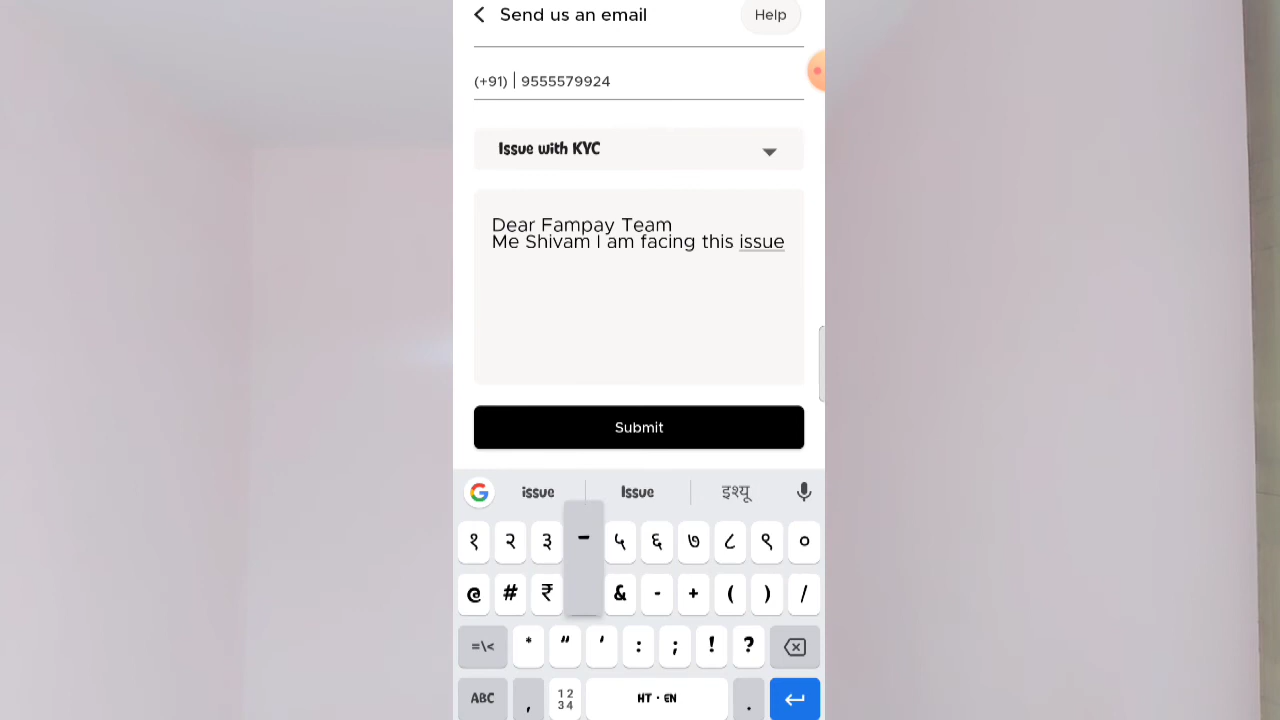 Send us an email
Help
(+91) 9555579924
Issue with KYC
Dear Fampay Team
Me Shivam I am facing this issue
Submit
issue Issue इश्यू
१ २ ३ - ५ ६ ७ ८ ९ ०
@ # ₹ & - + ( ) /
=\< * " ' : ; ! ?
ABC , 12 34 HT · EN .